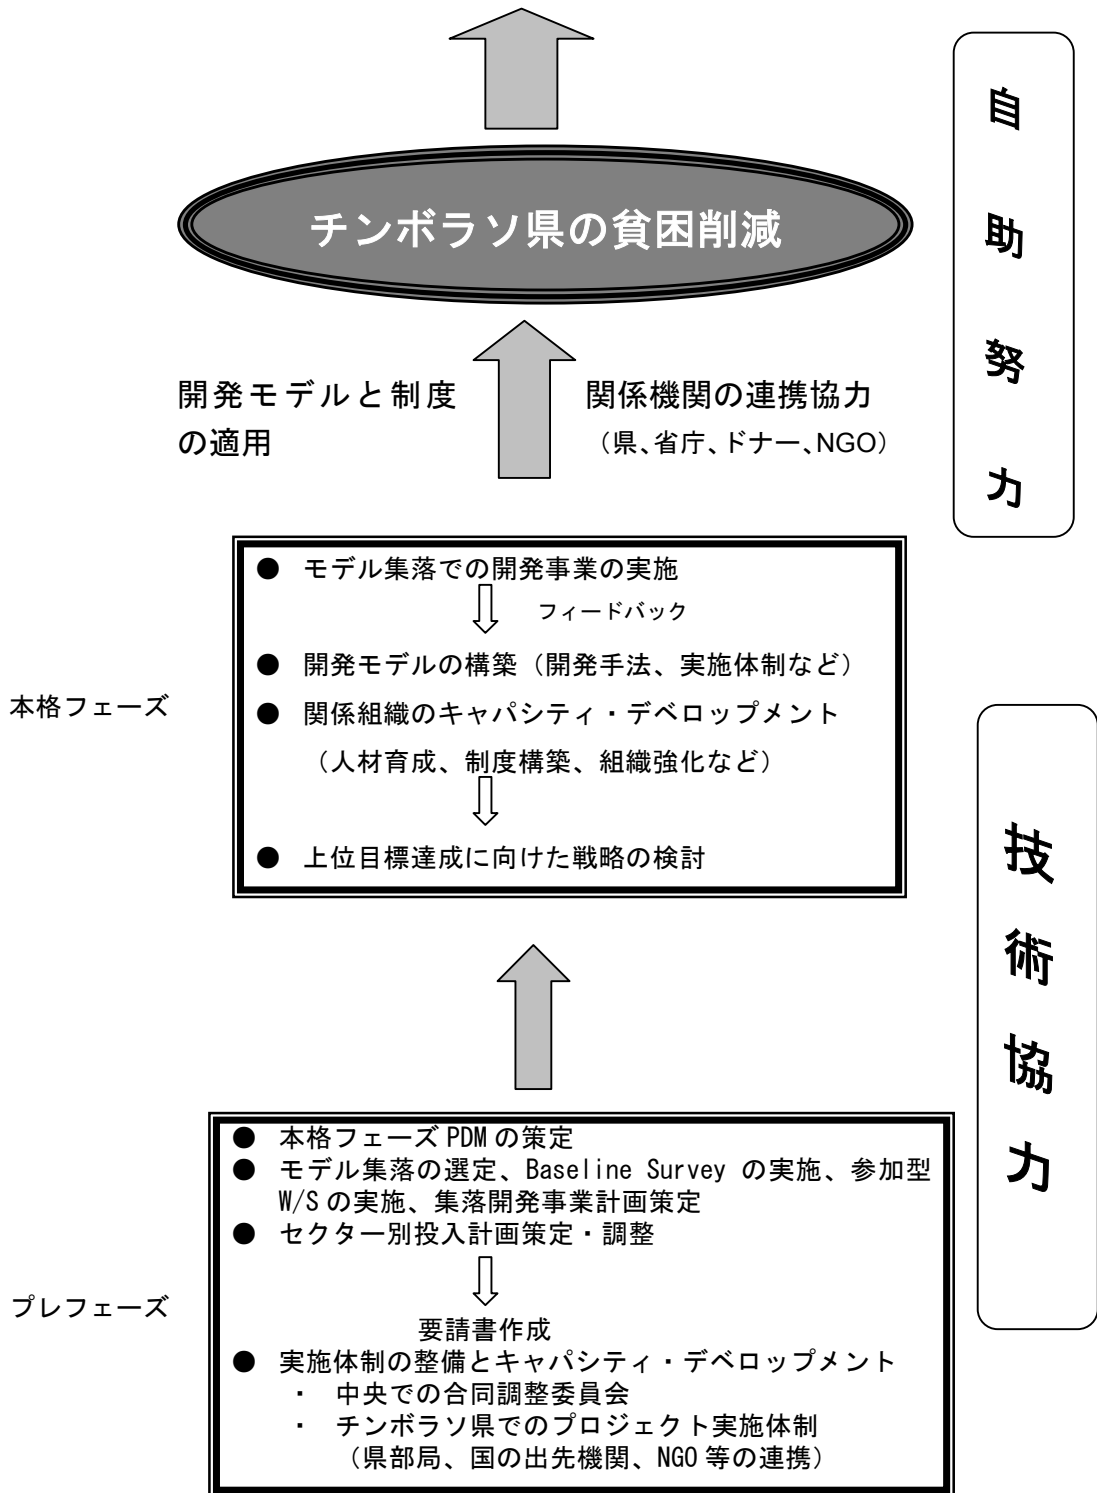 チンボラソ県の貧困削減
自助努力
開発モデルと制度
の適用
関係機関の連携協力
（県、省庁、ドナー、NGO）
● モデル集落での開発事業の実施
フィードバック
● 開発モデルの構築（開発手法、実施体制など）
● 関係組織のキャパシティ・デベロップメント
（人材育成、制度構築、組織強化など）
● 上位目標達成に向けた戦略の検討
本格フェーズ
技術協力
● 本格フェーズ PDM の策定
● モデル集落の選定、Baseline Survey の実施、参加型
W/S の実施、集落開発事業計画策定
● セクター別投入計画策定・調整
要請書作成
● 実施体制の整備とキャパシティ・デベロップメント
・ 中央での合同調整委員会
・ チンボラソ県でのプロジェクト実施体制
（県部局、国の出先機関、NGO 等の連携）
プレフェーズ